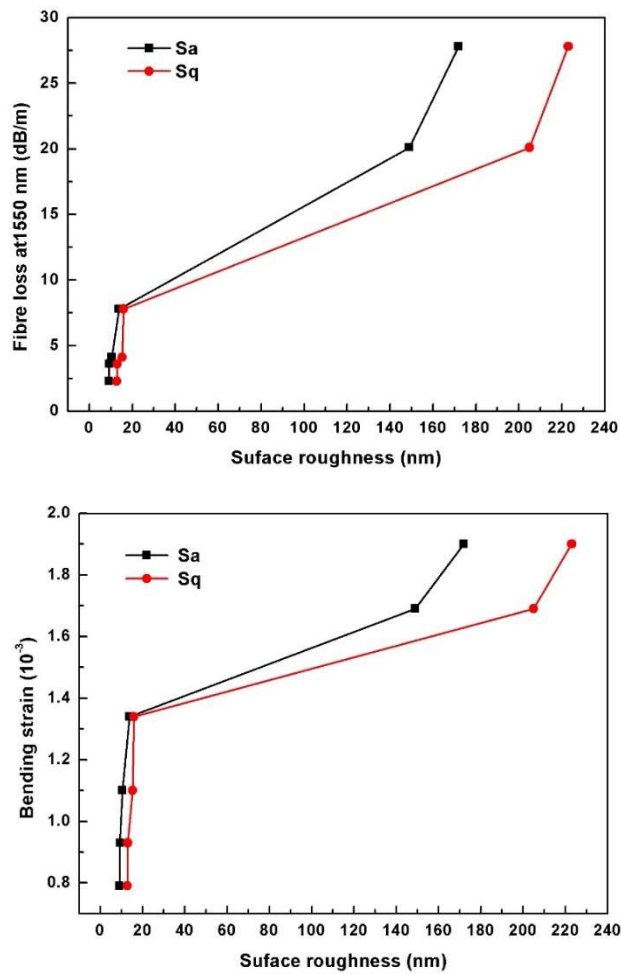 30
25
20
15
10
5
0
Fibre loss at1550 nm (dB/m)
Sa
Sq
0 20 40 60 80 100 120 140 160 180 200 220 240
Suface roughness (nm)
2.0
1.8
1.6
1.4
1.2
1.0
0.8
Bending strain (10-3)
Sa
Sq
0 20 40 60 80 100 120 140 160 180 200 220 240
Suface roughness (nm)